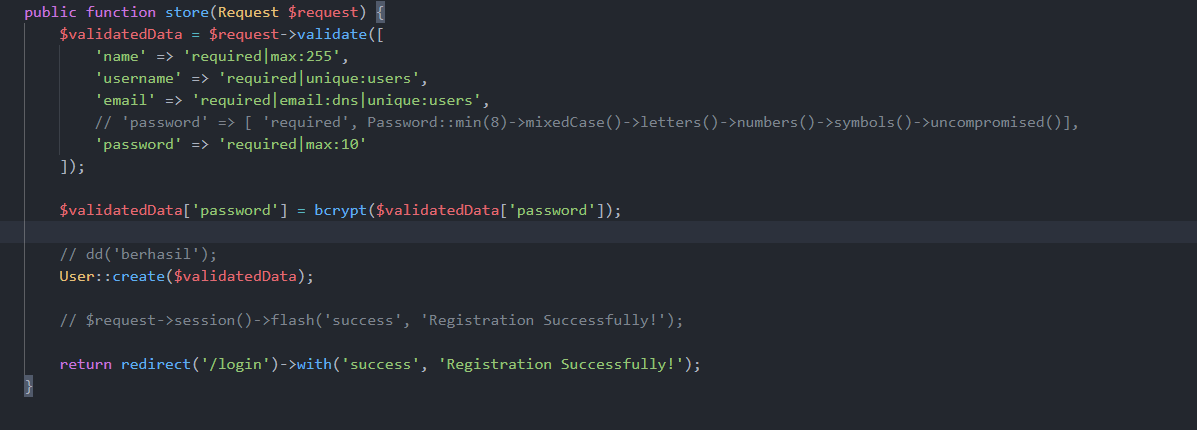 public function store(Request $request) {
    $validatedData = $request->validate([
        'name' => 'required|max:255',
        'username' => 'required|unique:users',
        'email' => 'required|email:dns|unique:users',
        // 'password' => [ 'required', Password::min(8)->mixedCase()->letters()->numbers()->symbols()->uncompromised()],
        'password' => 'required|max:10'
    ]);
    $validatedData['password'] = bcrypt($validatedData['password']);
    // dd('berhasil');
    User::create($validatedData);
    // $request->session()->flash('success', 'Registration Successfully!');
    return redirect('/login')->with('success', 'Registration Successfully!');
}